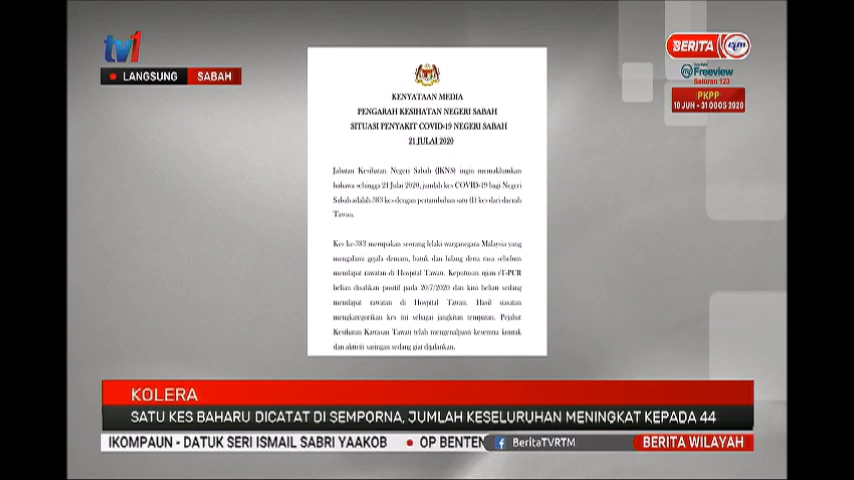 tv1
LANGSUNG SABAH
BERITA rtm
Freeview
Saluran 123
PKPP
10 JUN - 31 OGOS 2020
KENYATAAN MEDIA
PENGARAH KESIHATAN NEGERI SABAH
SITUASI PENYAKIT COVID-19 NEGERI SABAH
21 JULAI 2020
Jabatan Kesihatan Negeri Sabah (JKNS) ingin memaklumkan
bahawa sehingga 21 Julai 2020, jumlah kes COVID-19 bagi Negeri
Sabah adalah 383 kes dengan pertambahan satu (1) kes dari daerah
Tawau.
Kes ke-383 merupakan seorang lelaki warganegara Malaysia yang
mengalami gejala demam, batuk dan hilang deria rasa sebelum
mendapat rawatan di Hospital Tawau. Keputusan ujian rT-PCR
beliau disahkan positif pada 20/7/2020 dan kini beliau sedang
mendapat rawatan di Hospital Tawau. Hasil siasatan
mengkategorikan kes ini sebagai jangkitan tempatan. Pejabat
Kesihatan Kawasan Tawau telah mengenalpasti kesemua kontak
dan aktiviti saringan sedang giat dijalankan.
KOLERA
SATU KES BAHARU DICATAT DI SEMPORNA, JUMLAH KESELURUHAN MENINGKAT KEPADA 44
IKOMPAUN - DATUK SERI ISMAIL SABRI YAAKOB OP BENTEN BeritaTVRTM BERITA WILAYAH